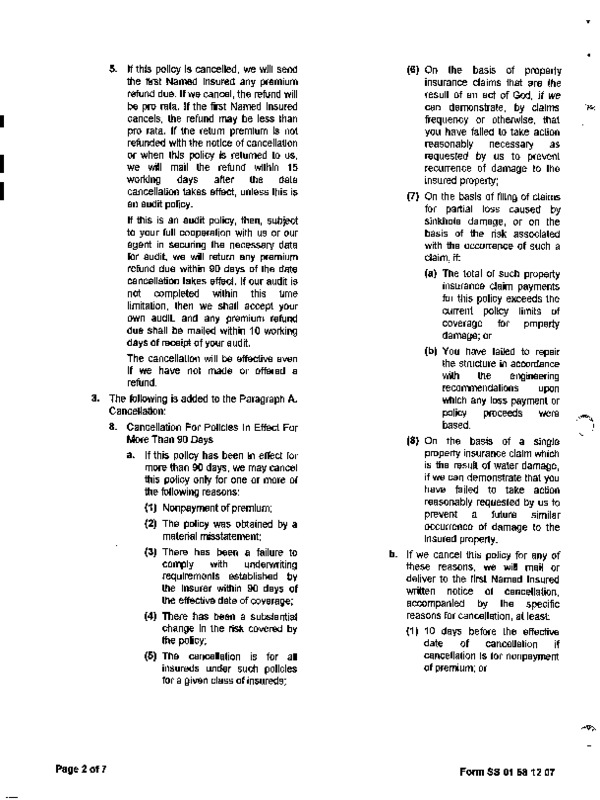 5. If this policy is cancelled, we will send
the first Named Insured any premium
refund due. If we cancel, the refund will
be pro rata. If the first Named Insured
cancels, the refund may be less than
pro rata. If the return premium is not
refunded with the notice of cancellation
or when this policy is returned to us,
we will mail the refund within 15
working days after the date
cancellation takes effect, unless this is
an audit policy.
If this is an audit policy, then, subject
to your full cooperation with us or our
agent in securing the necessary data
for audit, we will return any premium
refund due within 90 days of the date
cancellation takes effect. If our audit is
not completed within this time
limitation, then we shall accept your
own audit, and any premium refund
due shall be mailed within 10 working
days of receipt of your audit.
The cancellation will be effective even
if we have not made or offered a
refund.
3. The following is added to the Paragraph A.
Cancellation:
8. Cancellation For Policies In Effect For
More Than 90 Days
a. If this policy has been in effect for
more than 90 days, we may cancel
this policy only for one or more of
the following reasons:
(1) Nonpayment of premium;
(2) The policy was obtained by a
material misstatement;
(3) There has been a failure to
comply with underwriting
requirements established by
the insurer within 90 days of
the effective date of coverage;
(4) There has been a substantial
change in the risk covered by
the policy;
(5) The cancellation is for all
insureds under such policies
for a given class of insureds;
(6) On the basis of property
insurance claims that are the
result of an act of God, if we
can demonstrate, by claims
frequency or otherwise, that
you have failed to take action
reasonably necessary as
requested by us to prevent
recurrence of damage to the
insured property;
(7) On the basis of filing of claims
for partial loss caused by
sinkhole damage, or on the
basis of the risk associated
with the occurrence of such a
claim, if:
(a) The total of such property
insurance claim payments
for this policy exceeds the
current policy limits of
coverage for property
damage; or
(b) You have failed to repair
the structure in accordance
with the engineering
recommendations upon
which any loss payment or
policy proceeds were
based.
(8) On the basis of a single
property insurance claim which
is the result of water damage,
if we can demonstrate that you
have failed to take action
reasonably requested by us to
prevent a future similar
occurrence of damage to the
insured property.
b. If we cancel this policy for any of
these reasons, we will mail or
deliver to the first Named Insured
written notice of cancellation,
accompanied by the specific
reasons for cancellation, at least:
(1) 10 days before the effective
date of cancellation if
cancellation is for nonpayment
of premium; or
Page 2 of 7
Form SS 01 58 12 07